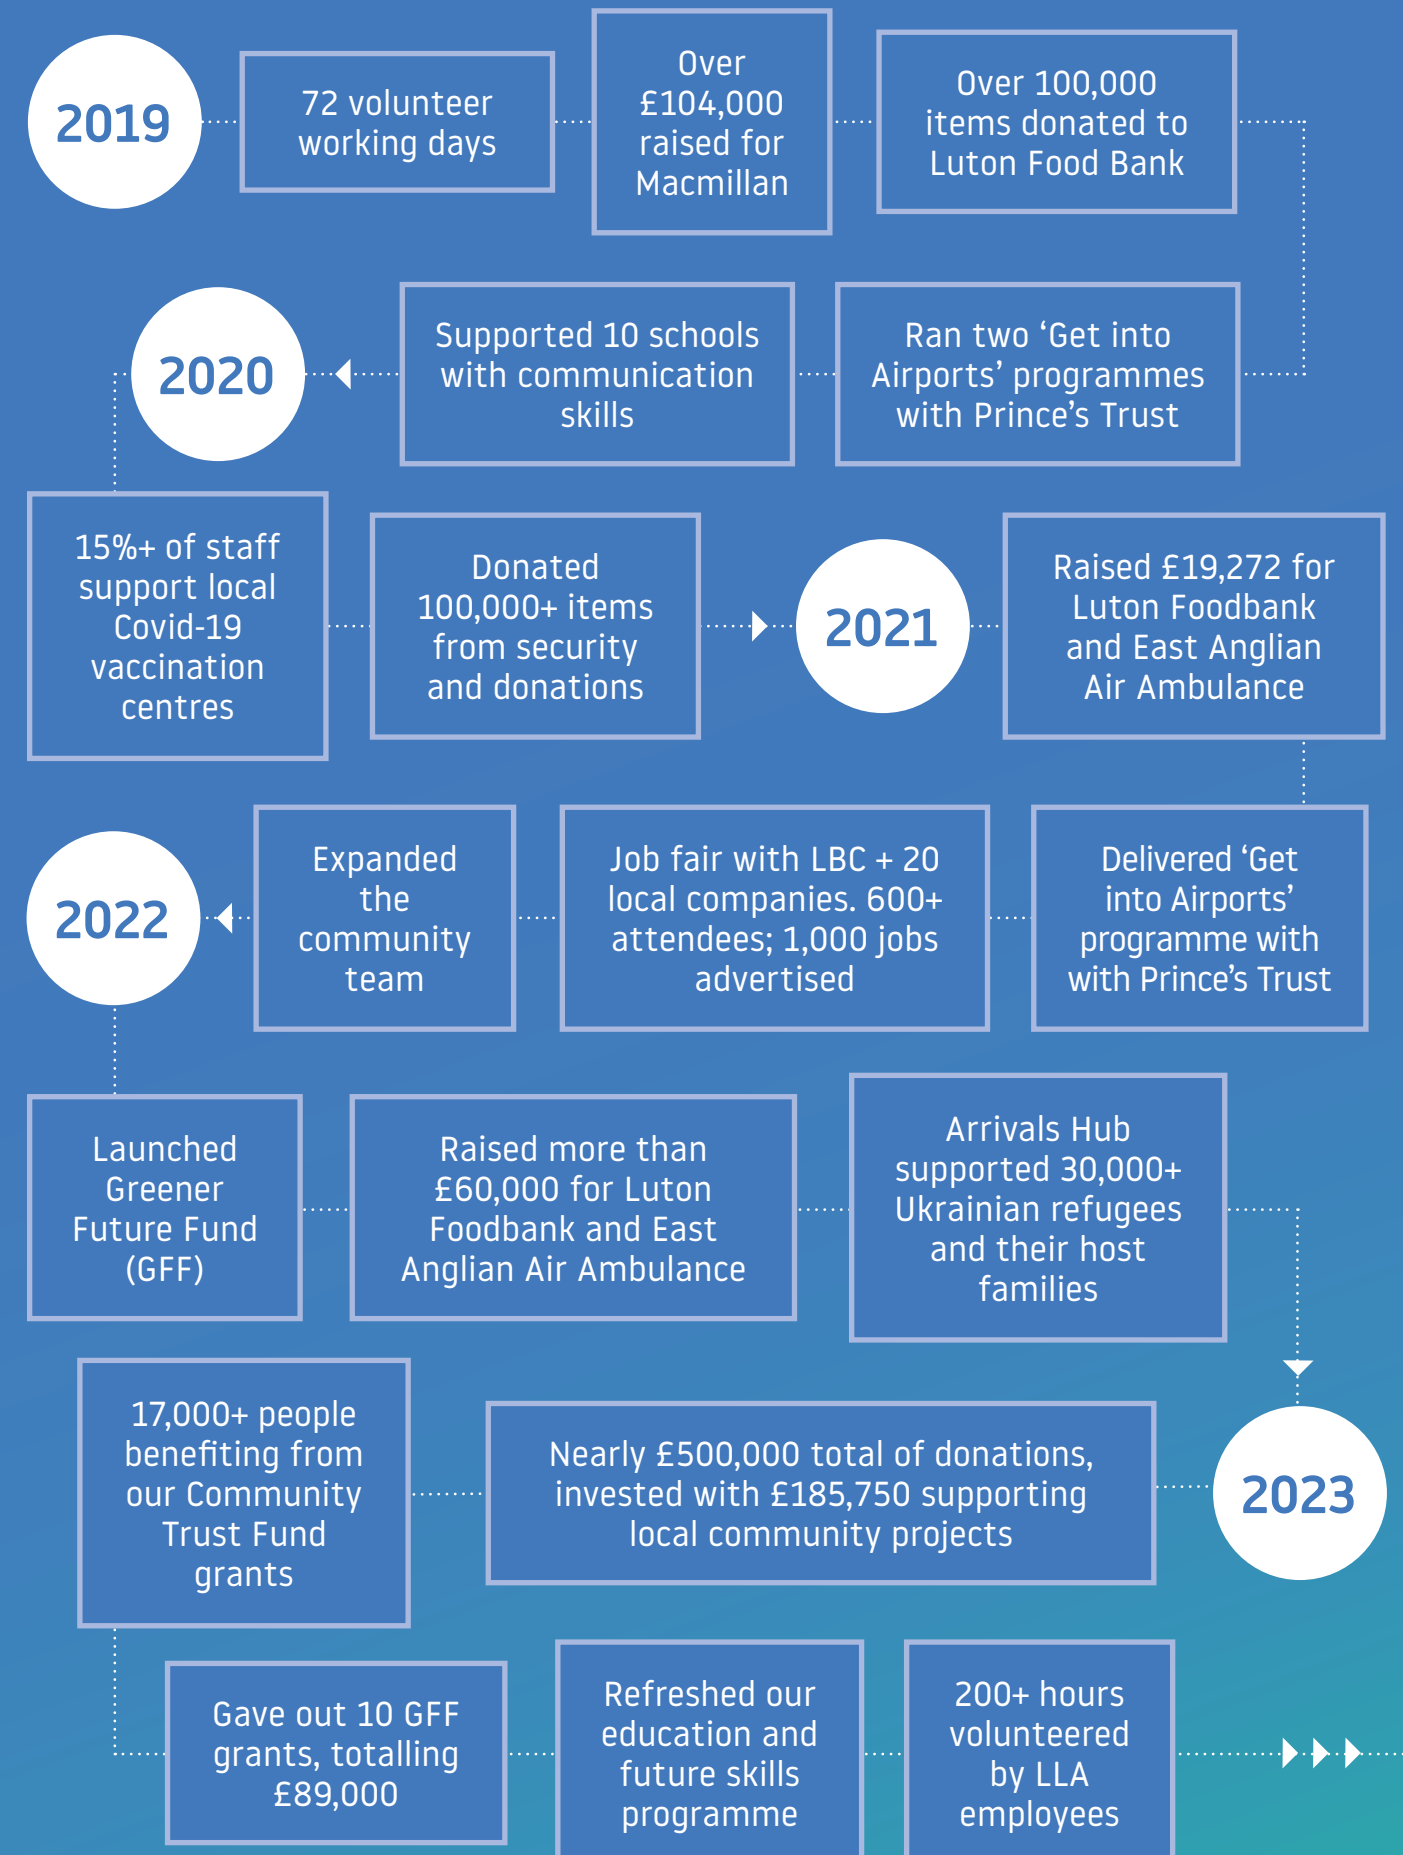 2019
72 volunteer
working days
Over
£104,000
raised for
Macmillan
Over 100,000
items donated to
Luton Food Bank
Ran two ‘Get into
Airports’ programmes
with Prince’s Trust
Supported 10 schools
with communication
skills
2020
15%+ of staff
support local
Covid-19
vaccination
centres
Donated
100,000+ items
from security
and donations
2021
Raised £19,272 for
Luton Foodbank
and East Anglian
Air Ambulance
Delivered ‘Get
into Airports’
programme with
with Prince’s Trust
Job fair with LBC + 20
local companies. 600+
attendees; 1,000 jobs
advertised
Expanded
the
community
team
2022
Launched
Greener
Future Fund
(GFF)
Raised more than
£60,000 for Luton
Foodbank and East
Anglian Air Ambulance
Arrivals Hub
supported 30,000+
Ukrainian refugees
and their host
families
2023
Nearly £500,000 total of donations,
invested with £185,750 supporting
local community projects
17,000+ people
benefiting from
our Community
Trust Fund
grants
Gave out 10 GFF
grants, totalling
£89,000
Refreshed our
education and
future skills
programme
200+ hours
volunteered
by LLA
employees